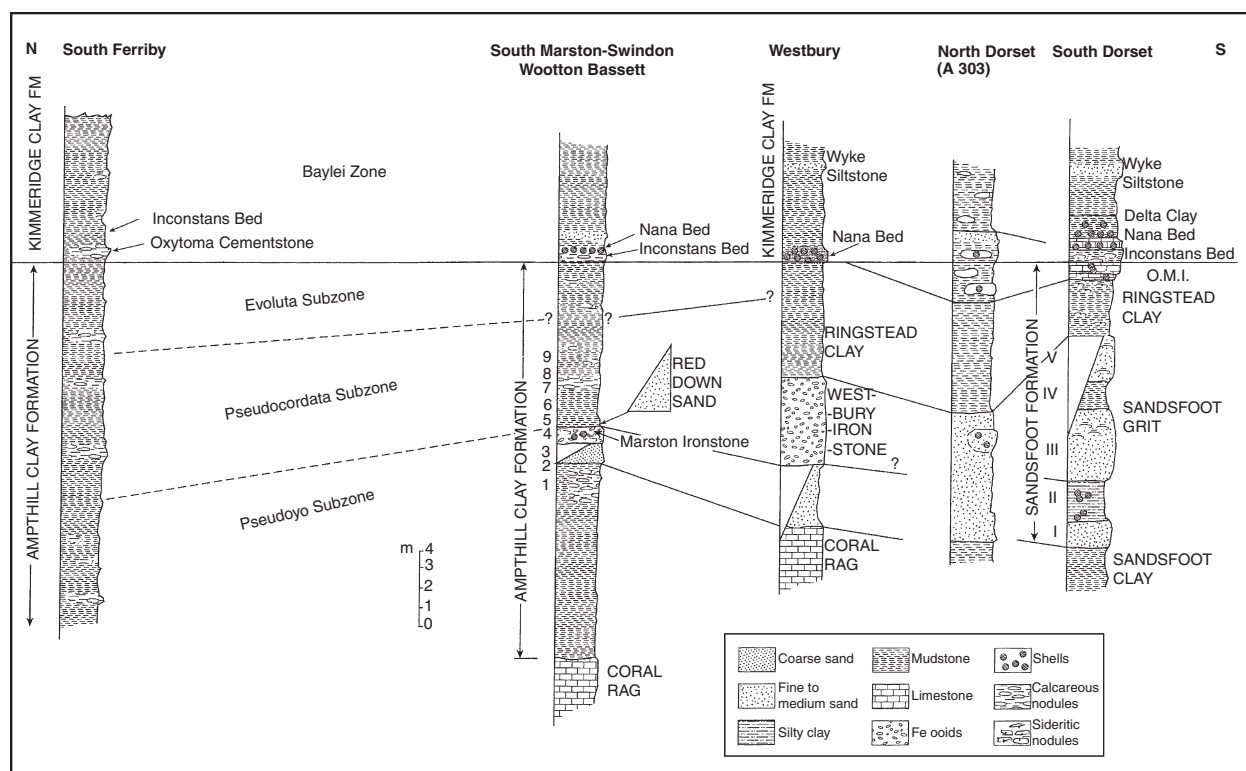 N
South Ferriby
South Marston-Swindon
Wootton Bassett
Westbury
North Dorset
(A 303)
South Dorset
S
KIMMERIDGE CLAY FM
AMPTHILL CLAY FORMATION
Baylei Zone
Inconstans Bed
Oxytoma Cementstone
Evoluta Subzone
Pseudocordata Subzone
Pseudoyo Subzone
m
4
3
2
1
0
AMPTHILL CLAY FORMATION
?
?
9
8
7
6
5
4
3
2
1
Nana Bed
Inconstans Bed
RED
DOWN
SAND
Marston Ironstone
CORAL
RAG
?
KIMMERIDGE CLAY FM
Wyke
Siltstone
Nana Bed
RINGSTEAD
CLAY
WEST-
BURY
-IRON
-STONE
?
CORAL
RAG
SANDSFOOT FORMATION
V
IV
III
II
I
Wyke
Siltstone
Delta Clay
Nana Bed
Inconstans Bed
O.M.I.
RINGSTEAD
CLAY
SANDSFOOT
GRIT
SANDSFOOT
CLAY
Coarse sand
Mudstone
Shells
Fine to
medium sand
Limestone
Calcareous
nodules
Silty clay
Fe ooids
Sideritic
nodules